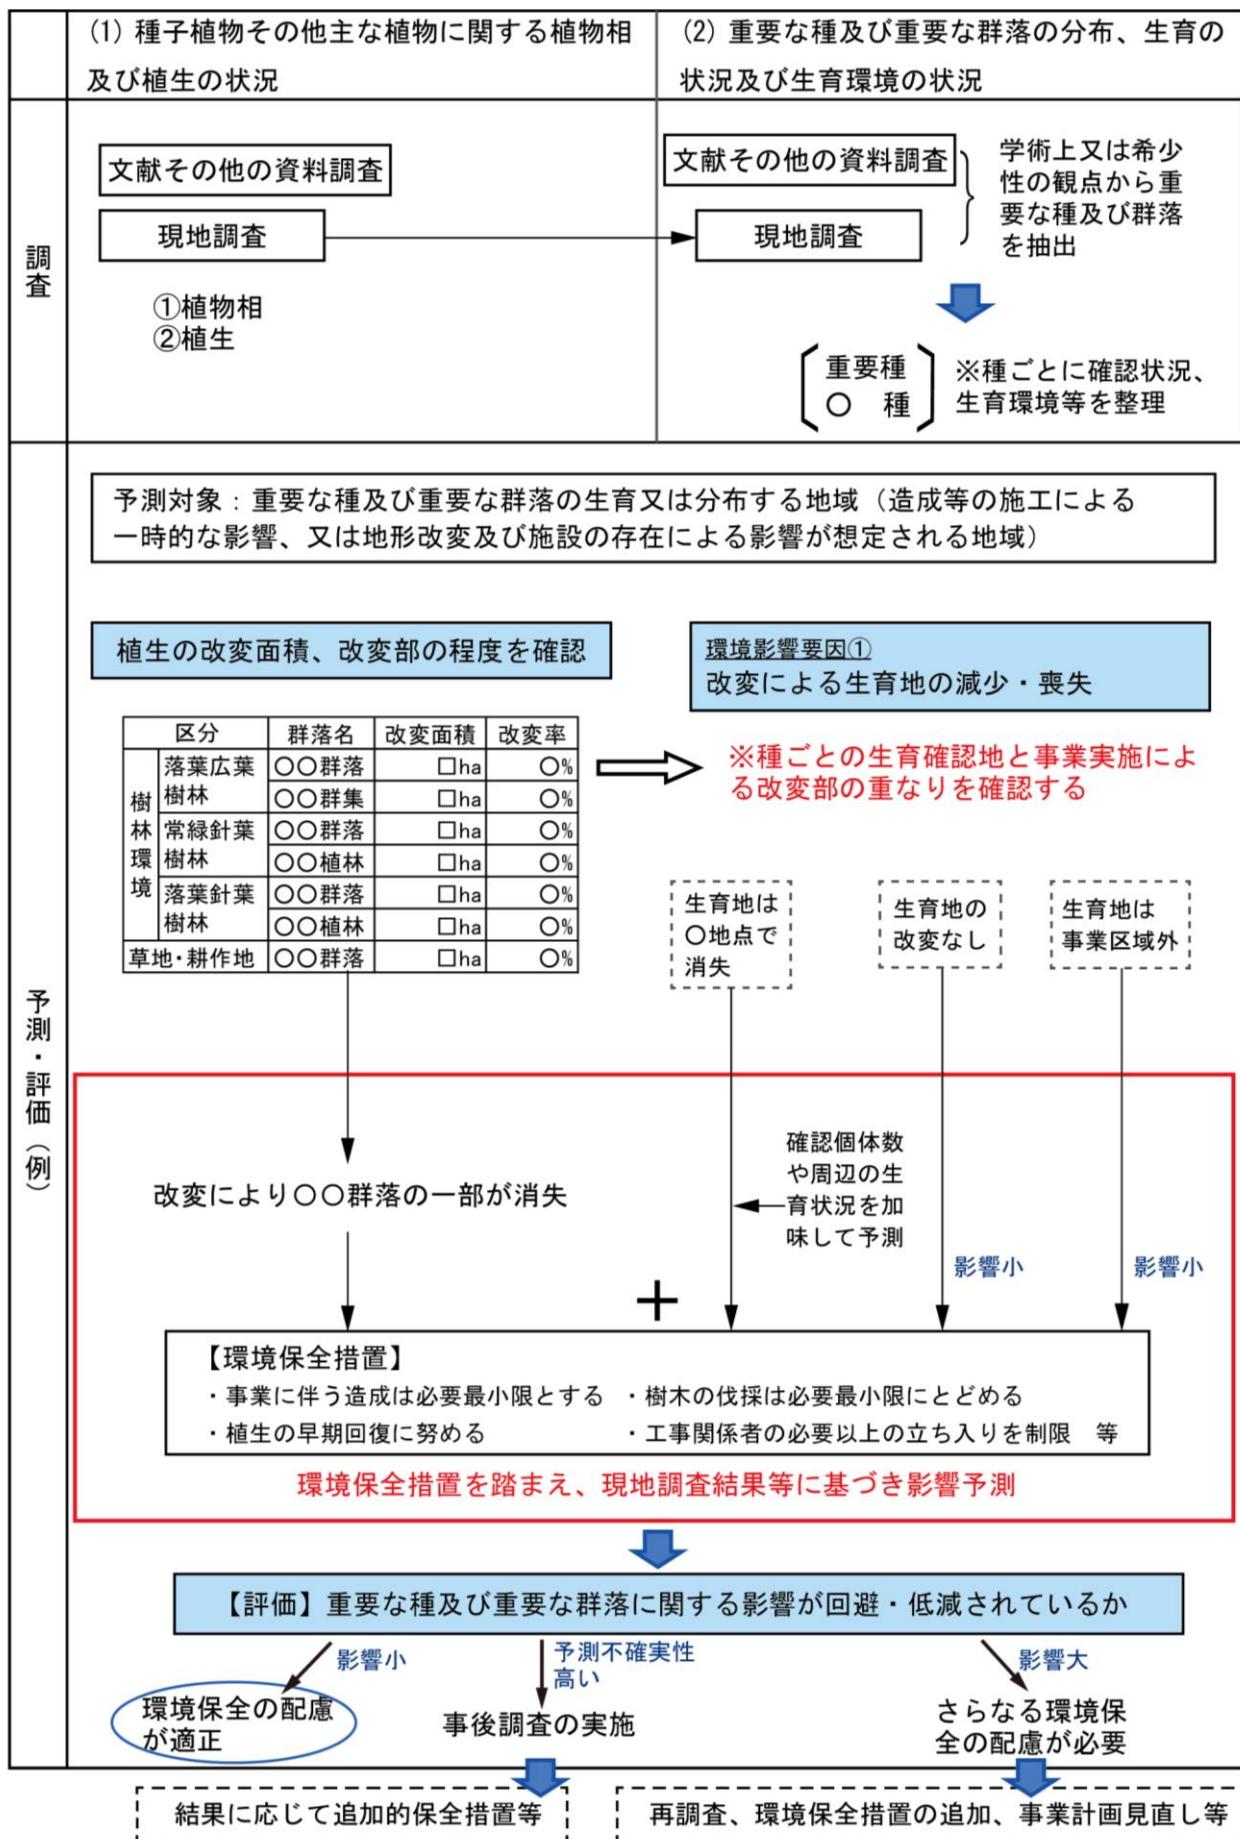 (1) 種子植物その他主な植物に関する植物相
及び植生の状況
(2) 重要な種及び重要な群落の分布、生育の
状況及び生育環境の状況
調査
文献その他の資料調査
現地調査
①植物相
②植生
文献その他の資料調査
現地調査
学術上又は希少
性の観点から重
要な種及び群落
を抽出
重要種
○ 種
※種ごとに確認状況、
生育環境等を整理
予測・評価(例)
予測対象:重要な種及び重要な群落の生育又は分布する地域(造成等の施工による
一時的な影響、又は地形改変及び施設の存在による影響が想定される地域)
植生の改変面積、改変部の程度を確認
環境影響要因①
改変による生育地の減少・喪失
区分 群落名 改変面積 改変率
樹林環境
落葉広葉
樹林
○○群落 □ha ○%
○○群集 □ha ○%
常緑針葉
樹林
○○群落 □ha ○%
○○植林 □ha ○%
落葉針葉
樹林
○○群落 □ha ○%
○○植林 □ha ○%
草地・耕作地 ○○群落 □ha ○%
※種ごとの生育確認地と事業実施によ
る改変部の重なりを確認する
生育地は
○地点で
消失
生育地の
改変なし
生育地は
事業区域外
改変により○○群落の一部が消失
確認個体数
や周辺の生
育状況を加
味して予測
影響小
影響小
+
【環境保全措置】
・事業に伴う造成は必要最小限とする ・樹木の伐採は必要最小限にとどめる
・植生の早期回復に努める ・工事関係者の必要以上の立ち入りを制限 等
環境保全措置を踏まえ、現地調査結果等に基づき影響予測
【評価】重要な種及び重要な群落に関する影響が回避・低減されているか
影響小
予測不確実性
高い
影響大
環境保全の配慮
が適正
事後調査の実施
さらなる環境保
全の配慮が必要
結果に応じて追加的保全措置等
再調査、環境保全措置の追加、事業計画見直し等